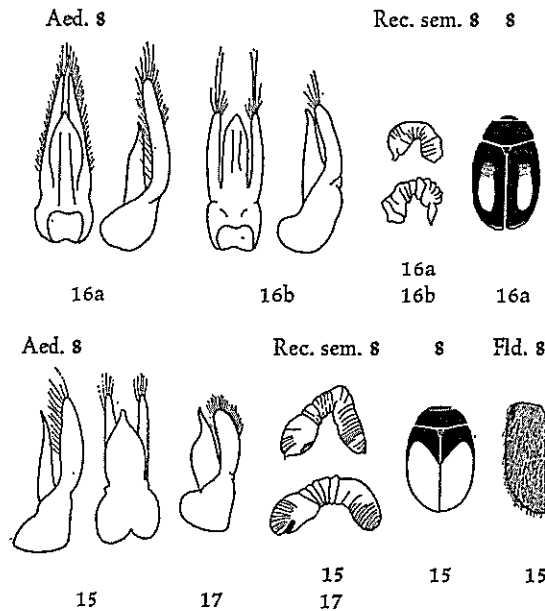 Aed. 8 Rec. sem. 8 8
16a
16a 16b 16b 16a
Aed. 8 Rec. sem. 8 8 Fld. 8
15 15 15
15 17 17